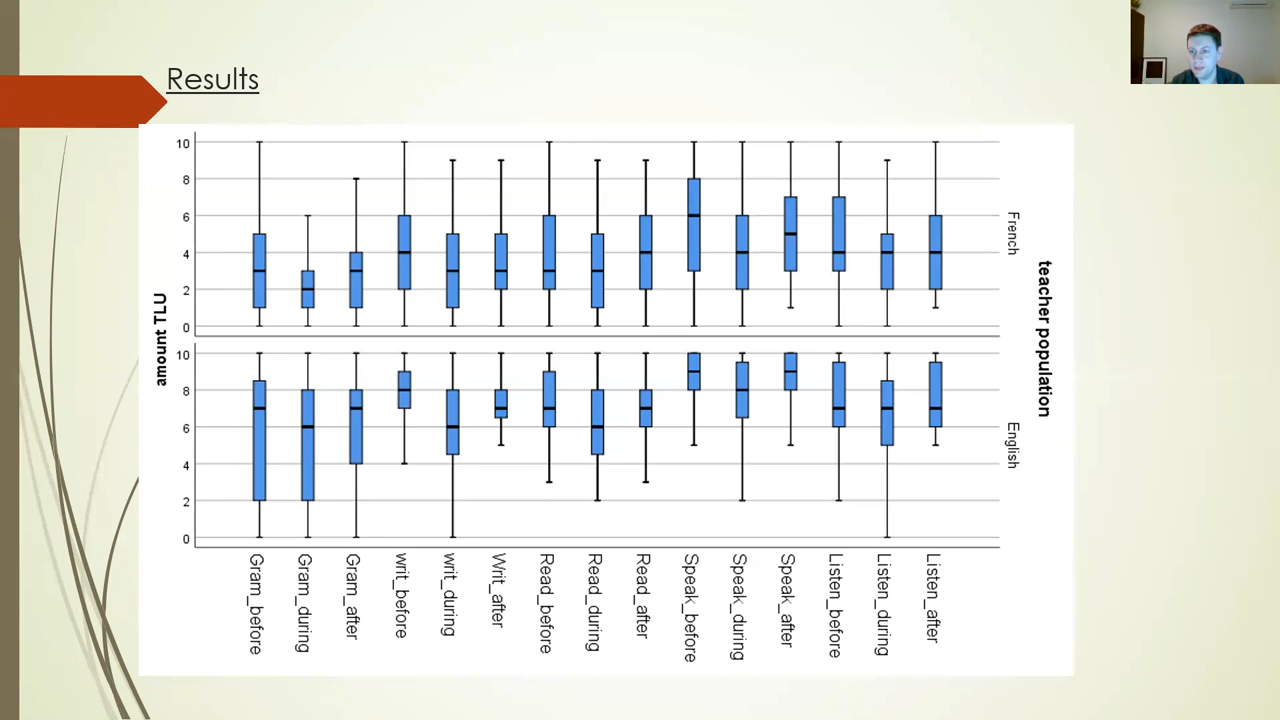 Results
amount TLU
10
8
6
4
2
0
French
10
8
6
4
2
0
English
teacher population
Gram_before
Gram_during
Gram_after
writ_before
writ_during
Writ_after
Read_before
Read_during
Read_after
Speak_before
Speak_during
Speak_after
Listen_before
Listen_during
Listen_after